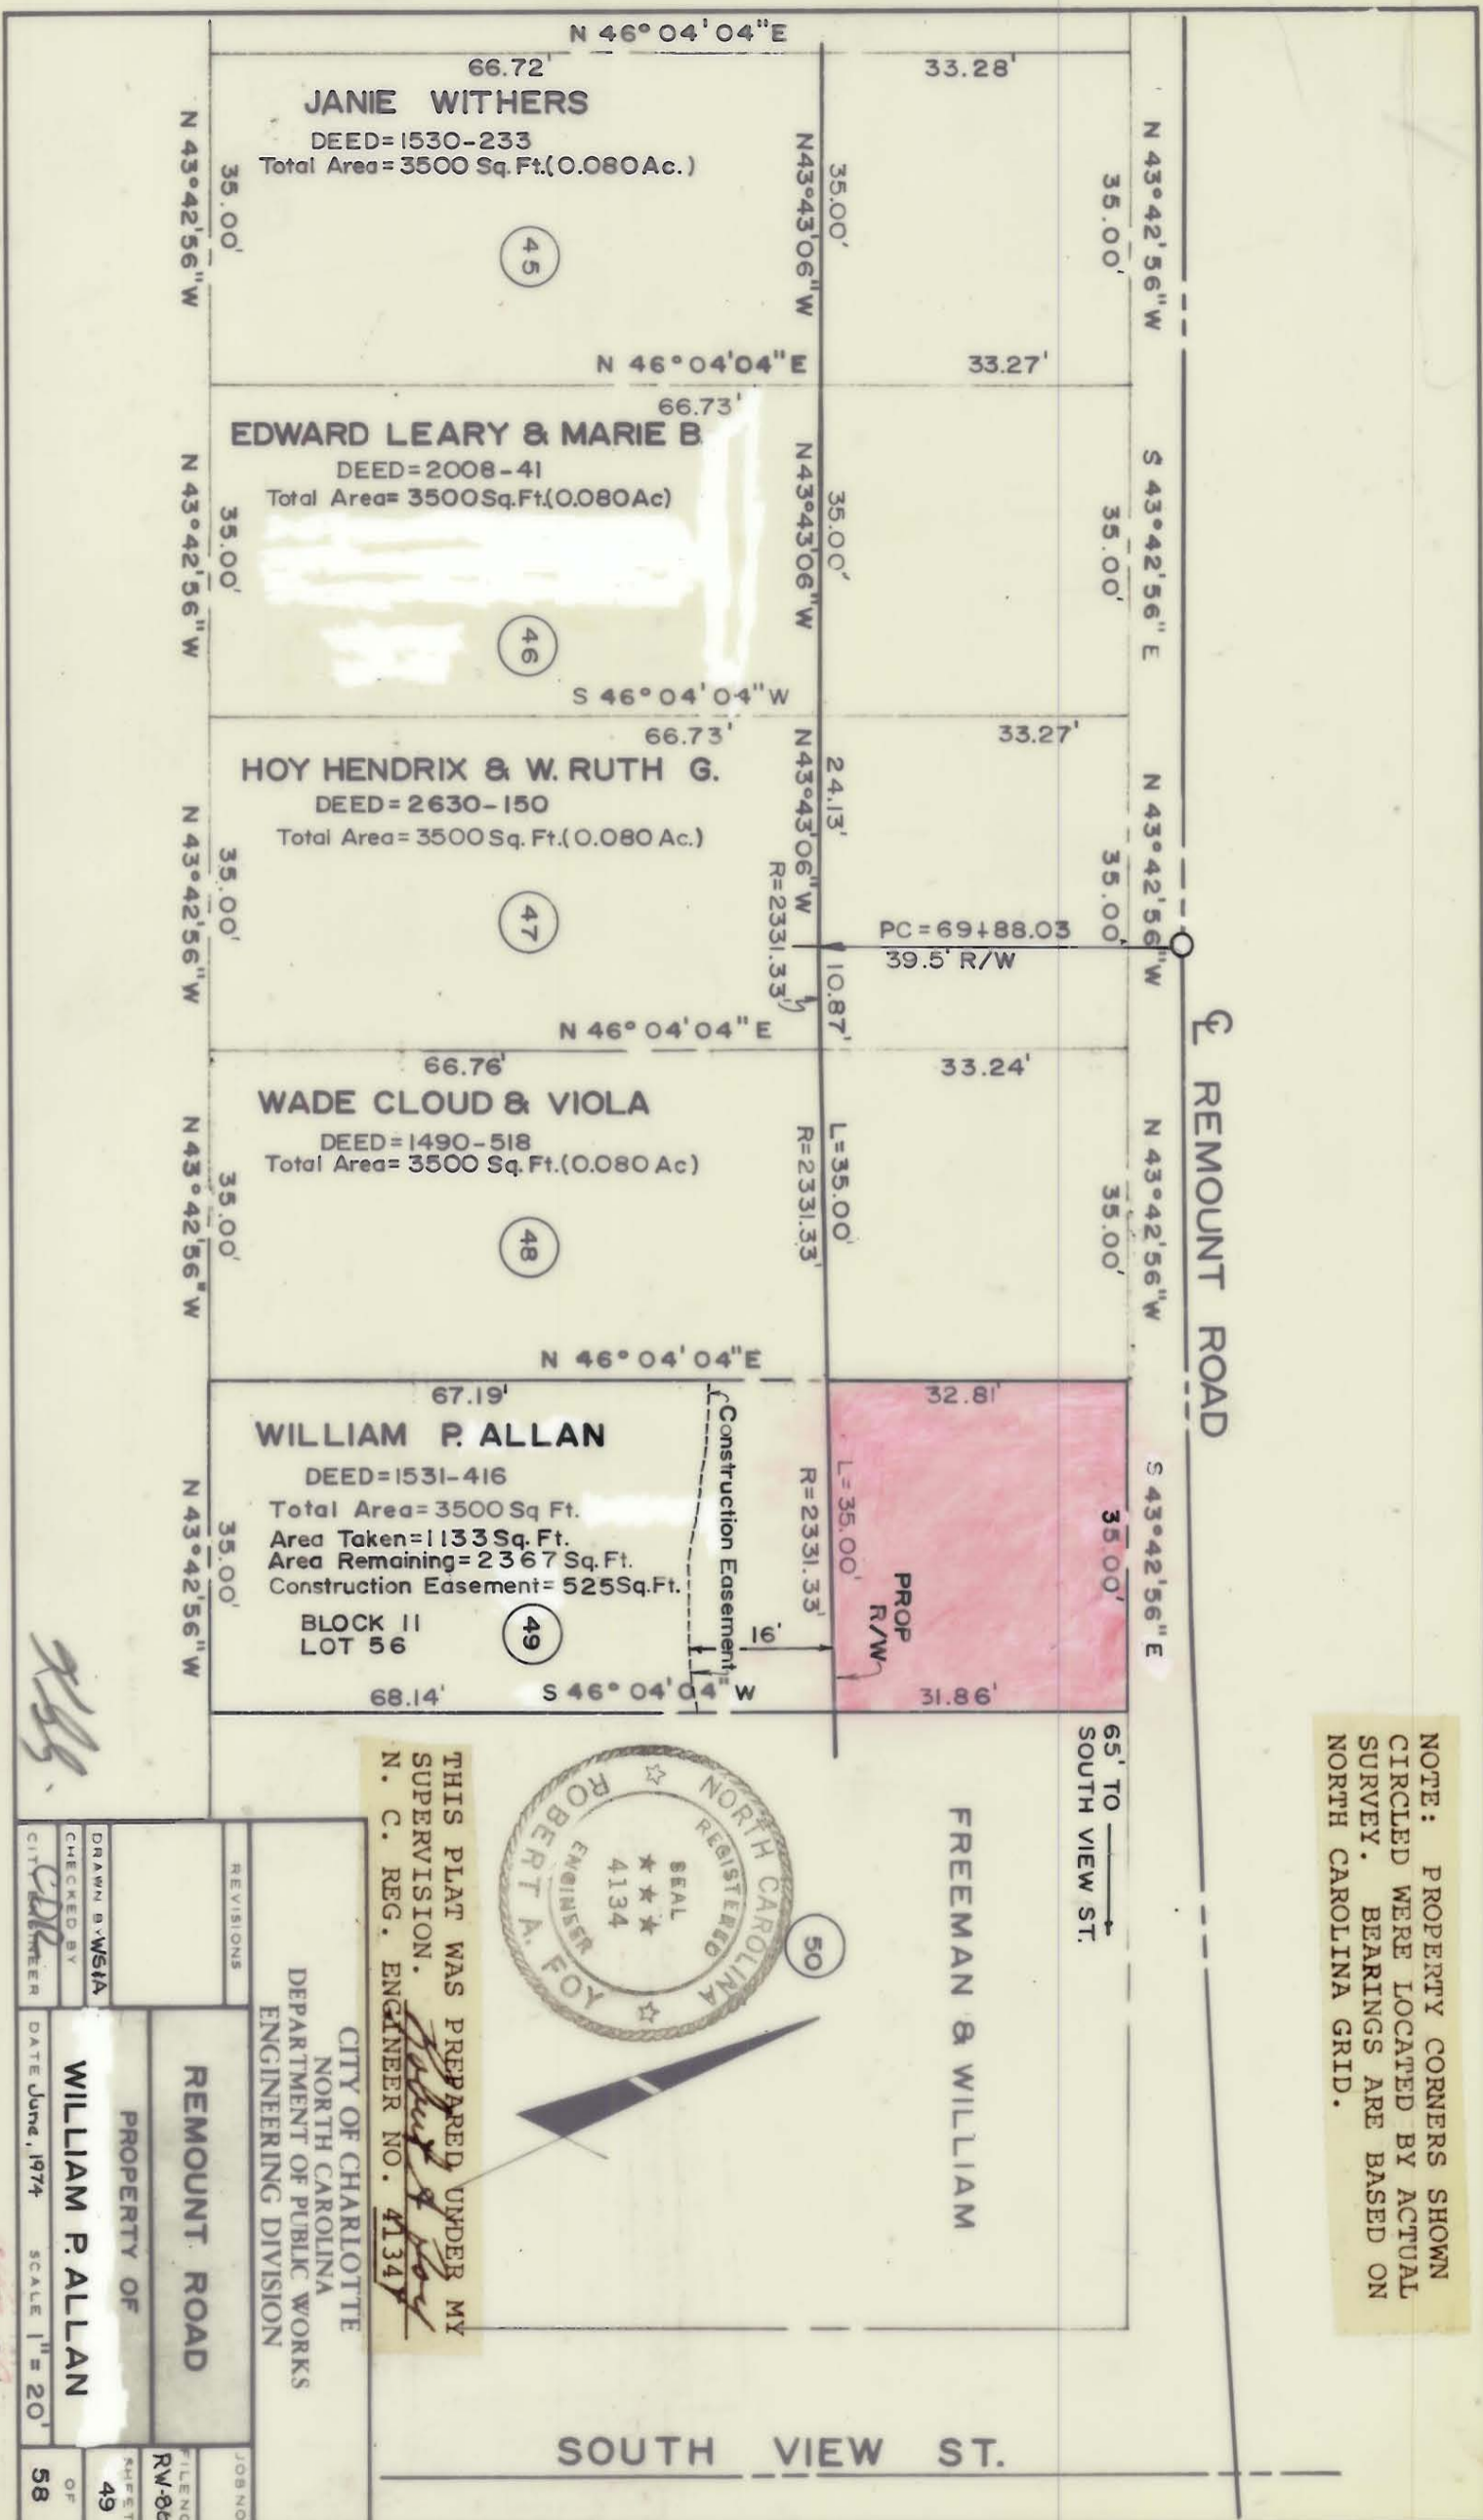 N 46° 04' 04" E
66.72'
33.28'
JANIE WITHERS
DEED=1530-233
Total Area=3500 Sq. Ft.(0.080 Ac.)
45
N 43°42'56" W
35.00'
N43°43'06" W
35.00'
35.00'
N 43°42'56" W
N 46°04'04" E
33.27'
66.73'
EDWARD LEARY & MARIE B.
DEED=2008-41
Total Area= 3500 Sq.Ft.(0.080 Ac)
46
N 43°42'56" W
35.00'
N43°43'06" W
35.00'
35.00'
S 43°42'56" E
S 46°04'04" W
66.73'
33.27'
HOY HENDRIX & W. RUTH G.
DEED=2630-150
Total Area=3500 Sq. Ft.(0.080 Ac.)
47
N 43°42'56" W
35.00'
N43°43'06" W
24.13'
R=2331.33'
10.87'
PC=69+88.03
39.5' R/W
35.00'
N 43°42'56" W
N 46°04'04" E
66.76'
33.24'
WADE CLOUD & VIOLA
DEED=1490-518
Total Area= 3500 Sq. Ft.(0.080 Ac)
48
N 43°42'56" W
35.00'
R=2331.33'
L=35.00'
35.00'
N 43°42'56" W
℄ REMOUNT ROAD
N 46° 04' 04" E
67.19'
32.81'
WILLIAM P. ALLAN
DEED=1531-416
Total Area=3500 Sq Ft.
Area Taken=1133 Sq. Ft.
Area Remaining=2367 Sq. Ft.
Construction Easement= 525 Sq.Ft.
BLOCK 11
LOT 56
49
Construction Easement
16'
N 43°42'56" W
35.00'
R=2331.33'
L=35.00'
PROP
R/W
35.00'
S 43°42'56" E
68.14'
S 46° 04' 04" W
31.86'
65' TO
SOUTH VIEW ST.
FREEMAN & WILLIAM
50
NOTE: PROPERTY CORNERS SHOWN
CIRCLED WERE LOCATED BY ACTUAL
SURVEY. BEARINGS ARE BASED ON
NORTH CAROLINA GRID.
NORTH CAROLINA
REGISTERED
SEAL
4134
ENGINEER
ROBERT A. FOY
THIS PLAT WAS PREPARED UNDER MY
SUPERVISION.
N. C. REG. ENGINEER NO. 4134
SOUTH VIEW ST.
CITY OF CHARLOTTE
NORTH CAROLINA
DEPARTMENT OF PUBLIC WORKS
ENGINEERING DIVISION
REVISIONS
REMOUNT ROAD
PROPERTY OF
WILLIAM P. ALLAN
DRAWN BY WSIA
CHECKED BY
CITY ENGINEER
DATE June, 1974
SCALE 1" = 20'
JOB NO
FILE NO
SHEET
49
OF
58